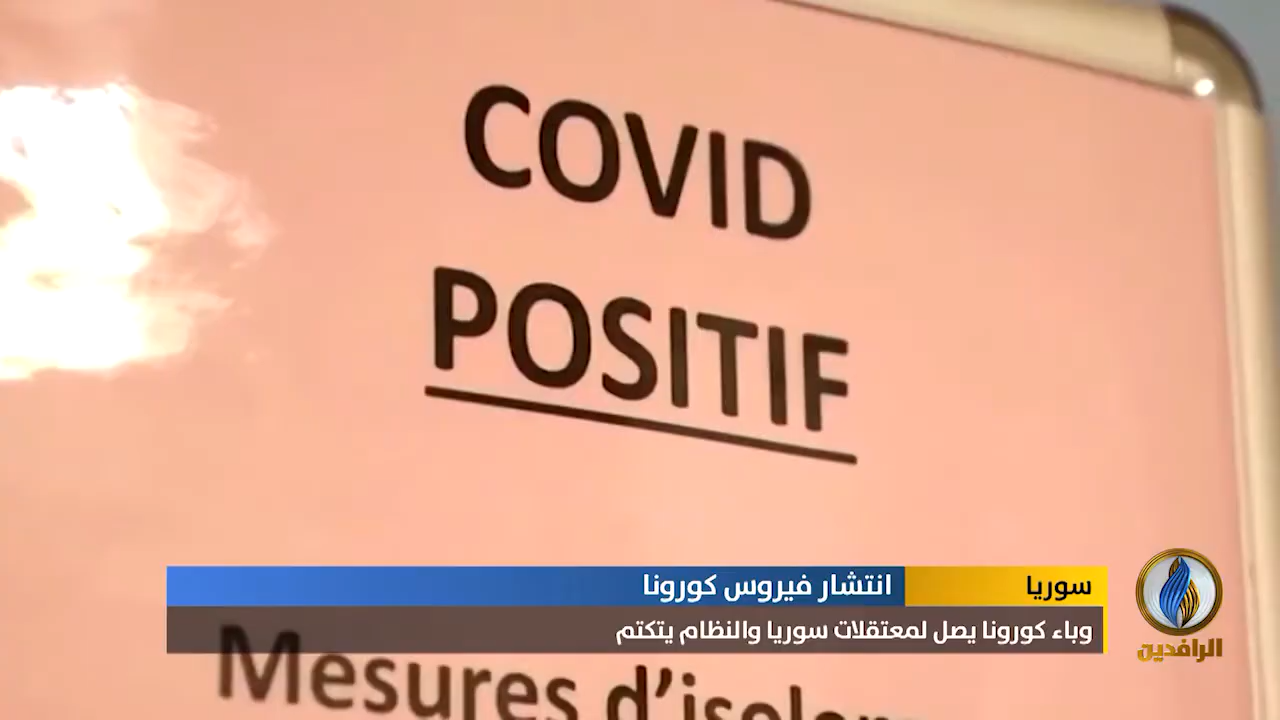 COVID
POSITIF
سوريا
انتشار فيروس كورونا
وباء كورونا يصل لمعتقلات سوريا والنظام يتكتم
الرافدين
Mesures